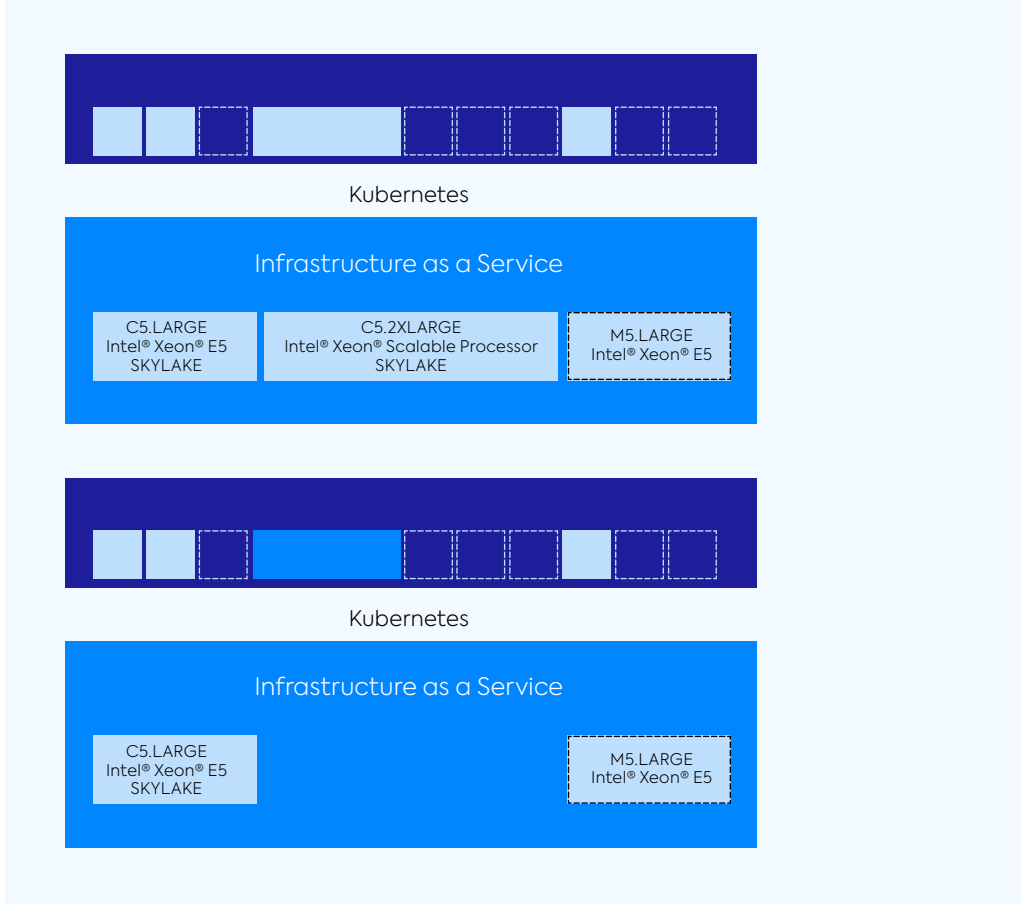 Kubernetes
Infrastructure as a Service
C5.LARGE
Intel® Xeon® E5
SKYLAKE
C5.2XLARGE
Intel® Xeon® Scalable Processor
SKYLAKE
M5.LARGE
Intel® Xeon® E5
Kubernetes
Infrastructure as a Service
C5.LARGE
Intel® Xeon® E5
SKYLAKE
M5.LARGE
Intel® Xeon® E5